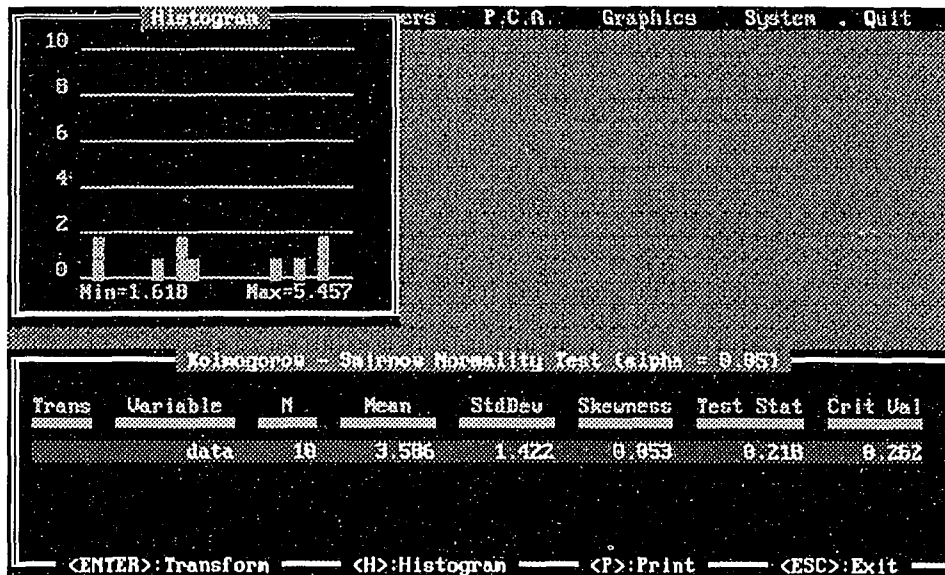 Histogram
ers P.C.A. Graphics System Quit
10
8
6
4
2
0
Min=1.618 Max=5.457
Kolmogorov - Smirnov Normality Test (alpha = 0.05)
Trans Variable N Mean StdDev Skewness Test Stat Crit Val
data 10 3.506 1.422 0.053 0.218 0.262
<ENTER>:Transform <H>:Histogram <P>:Print <ESC>:Exit